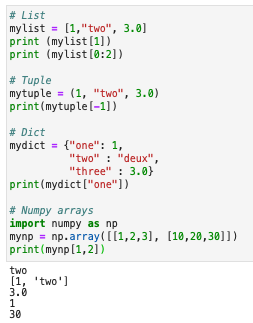 # List
mylist = [1,"two", 3.0]
print (mylist[1])
print (mylist[0:2])
# Tuple
mytuple = (1, "two", 3.0)
print(mytuple[-1])
# Dict
mydict = {"one": 1,
"two" : "deux",
"three" : 3.0}
print(mydict["one"])
# Numpy arrays
import numpy as np
mynp = np.array([[1,2,3], [10,20,30]])
print(mynp[1,2])
two
[1, 'two']
3.0
1
30